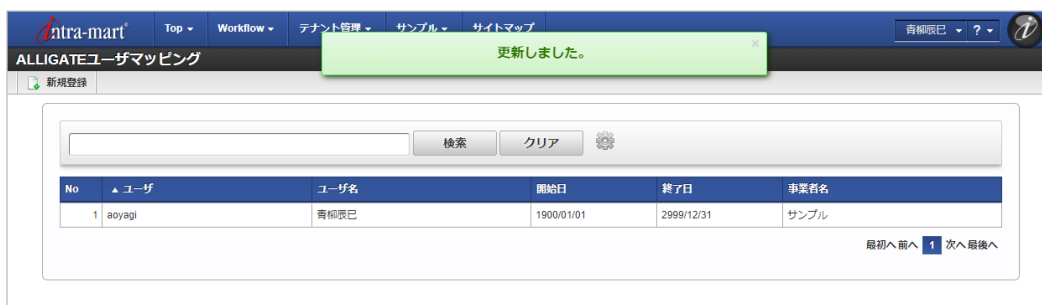 intra-mart® Top Workflow テナント管理 サンプル サイトマップ 青柳辰巳 ?
ALLIGATEユーザマッピング
更新しました。 ×
新規登録
検索 クリア
No ▲ ユーザ ユーザ名 開始日 終了日 事業者名
1 aoyagi 青柳辰巳 1900/01/01 2999/12/31 サンプル
最初へ 前へ 1 次へ 最後へ